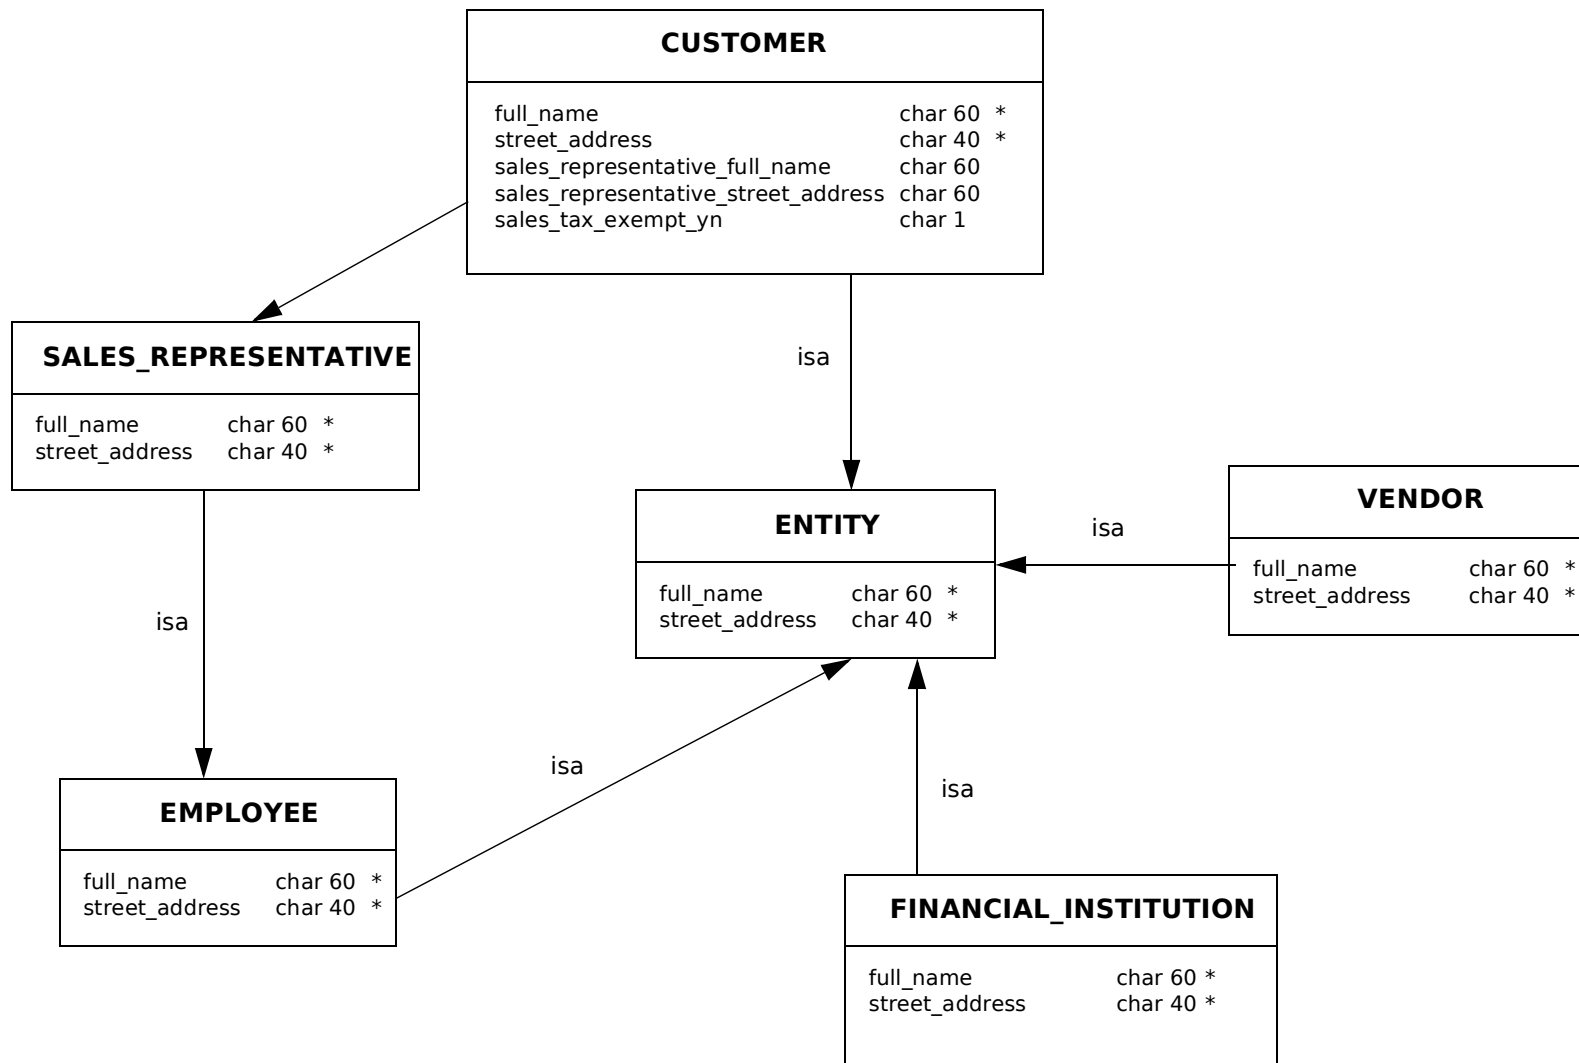 CUSTOMER
full_name char 60 *
street_address char 40 *
sales_representative_full_name char 60
sales_representative_street_address char 60
sales_tax_exempt_yn char 1
SALES_REPRESENTATIVE
full_name char 60 *
street_address char 40 *
isa
ENTITY
full_name char 60 *
street_address char 40 *
isa
VENDOR
full_name char 60 *
street_address char 40 *
isa
isa
isa
EMPLOYEE
full_name char 60 *
street_address char 40 *
FINANCIAL_INSTITUTION
full_name char 60 *
street_address char 40 *